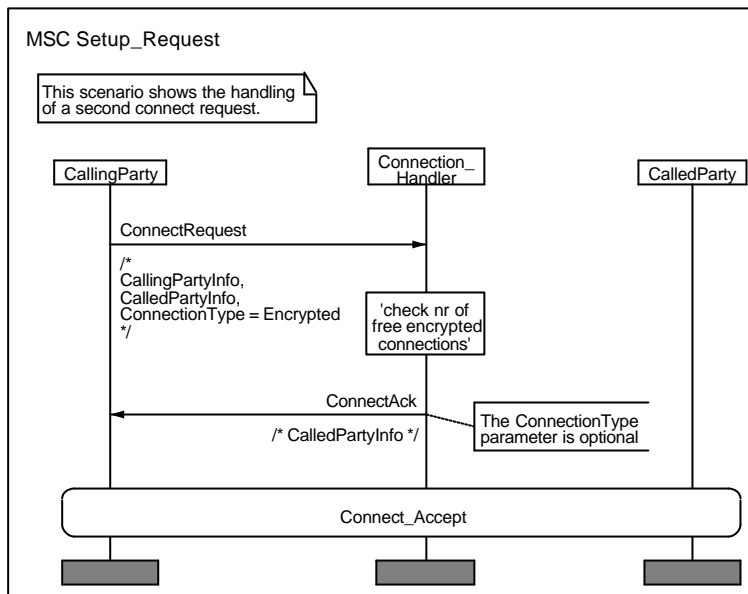 MSC Setup_Request
This scenario shows the handling
of a second connect request.
CallingParty
Connection_
Handler
CalledParty
ConnectRequest
/*
CallingPartyInfo,
CalledPartyInfo,
ConnectionType = Encrypted
*/
'check nr of
free encrypted
connections'
ConnectAck
/* CalledPartyInfo */
The ConnectionType
parameter is optional
Connect_Accept